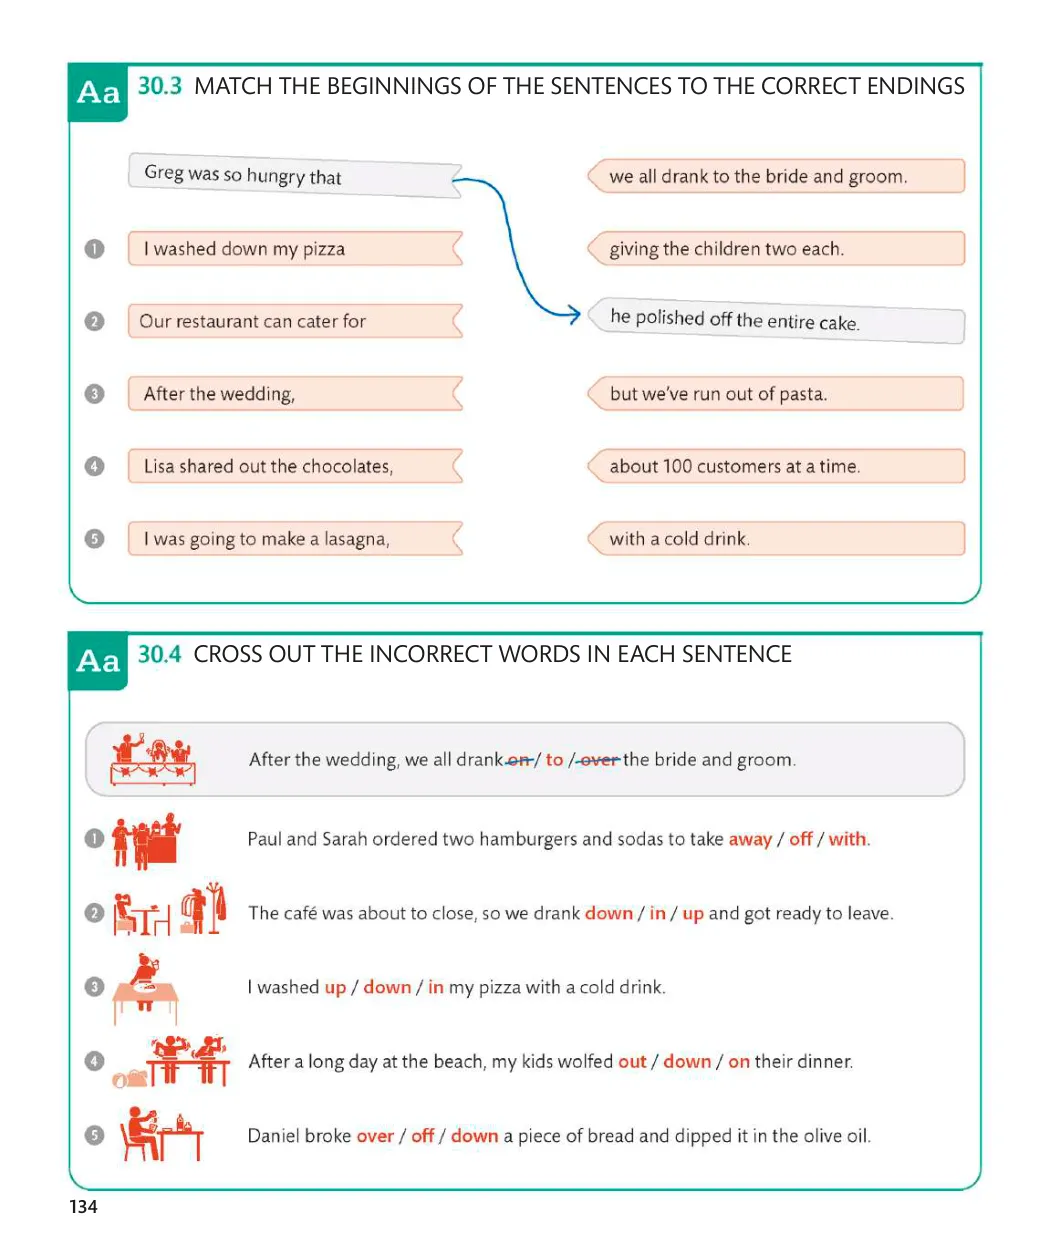 Aa 30.3 MATCH THE BEGINNINGS OF THE SENTENCES TO THE CORRECT ENDINGS
Greg was so hungry that
we all drank to the bride and groom.
1 I washed down my pizza
giving the children two each.
2 Our restaurant can cater for
he polished off the entire cake.
3 After the wedding,
but we've run out of pasta.
4 Lisa shared out the chocolates,
about 100 customers at a time.
5 I was going to make a lasagna,
with a cold drink.
Aa 30.4 CROSS OUT THE INCORRECT WORDS IN EACH SENTENCE
After the wedding, we all drank on / to / over the bride and groom.
1 Paul and Sarah ordered two hamburgers and sodas to take away / off / with.
2 The café was about to close, so we drank down / in / up and got ready to leave.
3 I washed up / down / in my pizza with a cold drink.
4 After a long day at the beach, my kids wolfed out / down / on their dinner.
5 Daniel broke over / off / down a piece of bread and dipped it in the olive oil.
134